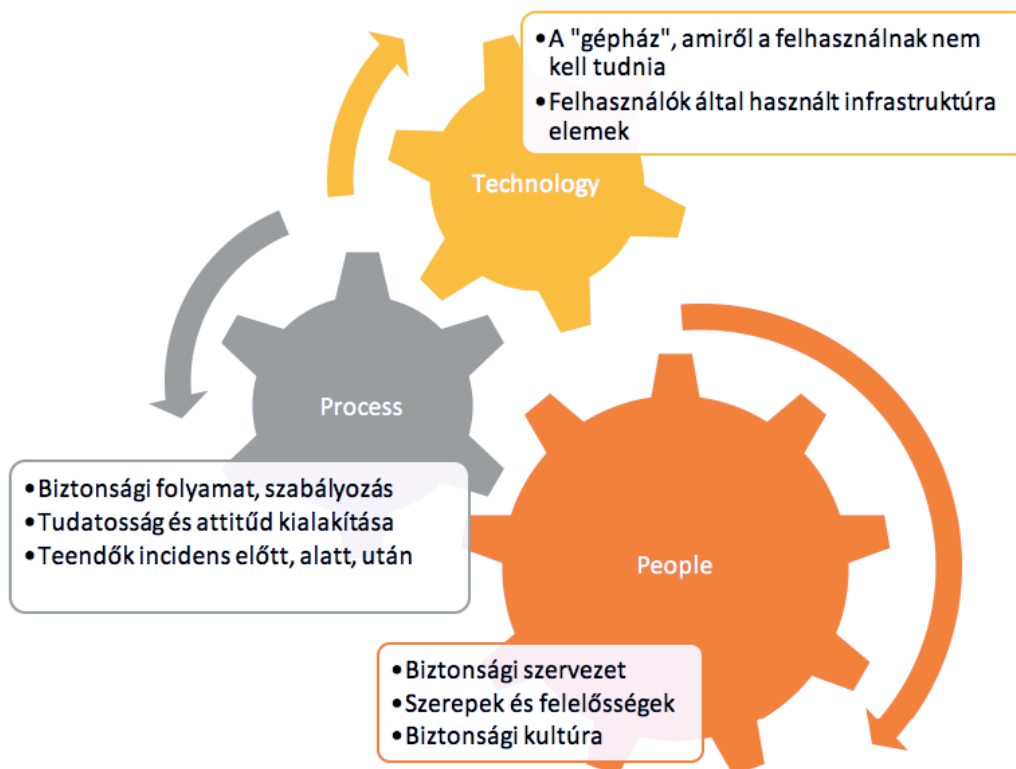 • A "gépház", amiről a felhasználnak nem
kell tudnia
• Felhasználók által használt infrastruktúra
elemek
Technology
Process
• Biztonsági folyamat, szabályozás
• Tudatosság és attitűd kialakítása
• Teendők incidens előtt, alatt, után
People
• Biztonsági szervezet
• Szerepek és felelősségek
• Biztonsági kultúra